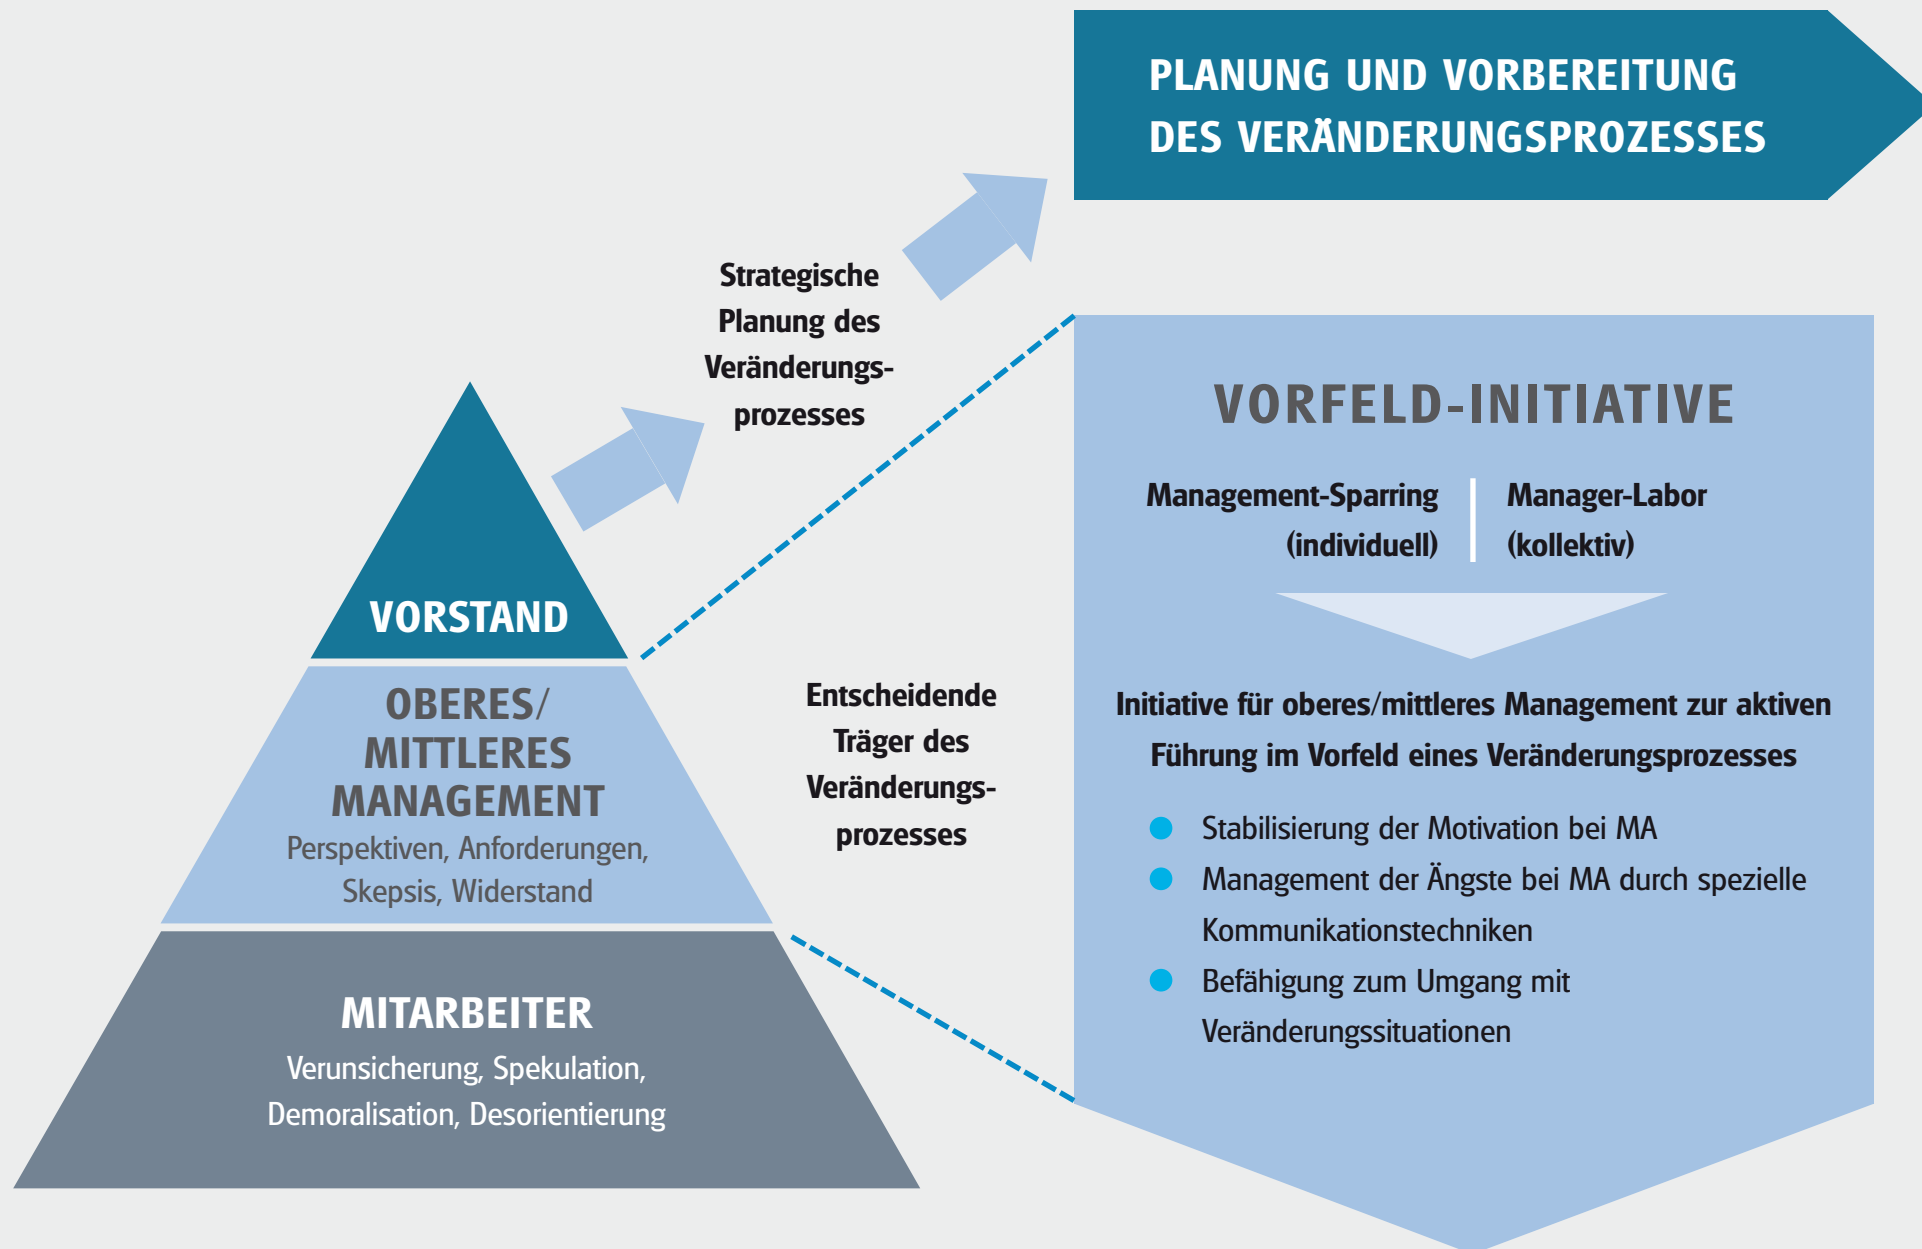 PLANUNG UND VORBEREITUNG
DES VERÄNDERUNGSPROZESSES
Strategische
Planung des
Veränderungs-
prozesses
VORSTAND
OBERES/
MITTLERES
MANAGEMENT
Perspektiven, Anforderungen,
Skepsis, Widerstand
MITARBEITER
Verunsicherung, Spekulation,
Demoralisation, Desorientierung
Entscheidende
Träger des
Veränderungs-
prozesses
VORFELD-INITIATIVE
Management-Sparring
(individuell)
Manager-Labor
(kollektiv)
Initiative für oberes/mittleres Management zur aktiven
Führung im Vorfeld eines Veränderungsprozesses
Stabilisierung der Motivation bei MA
Management der Ängste bei MA durch spezielle
Kommunikationstechniken
Befähigung zum Umgang mit
Veränderungssituationen